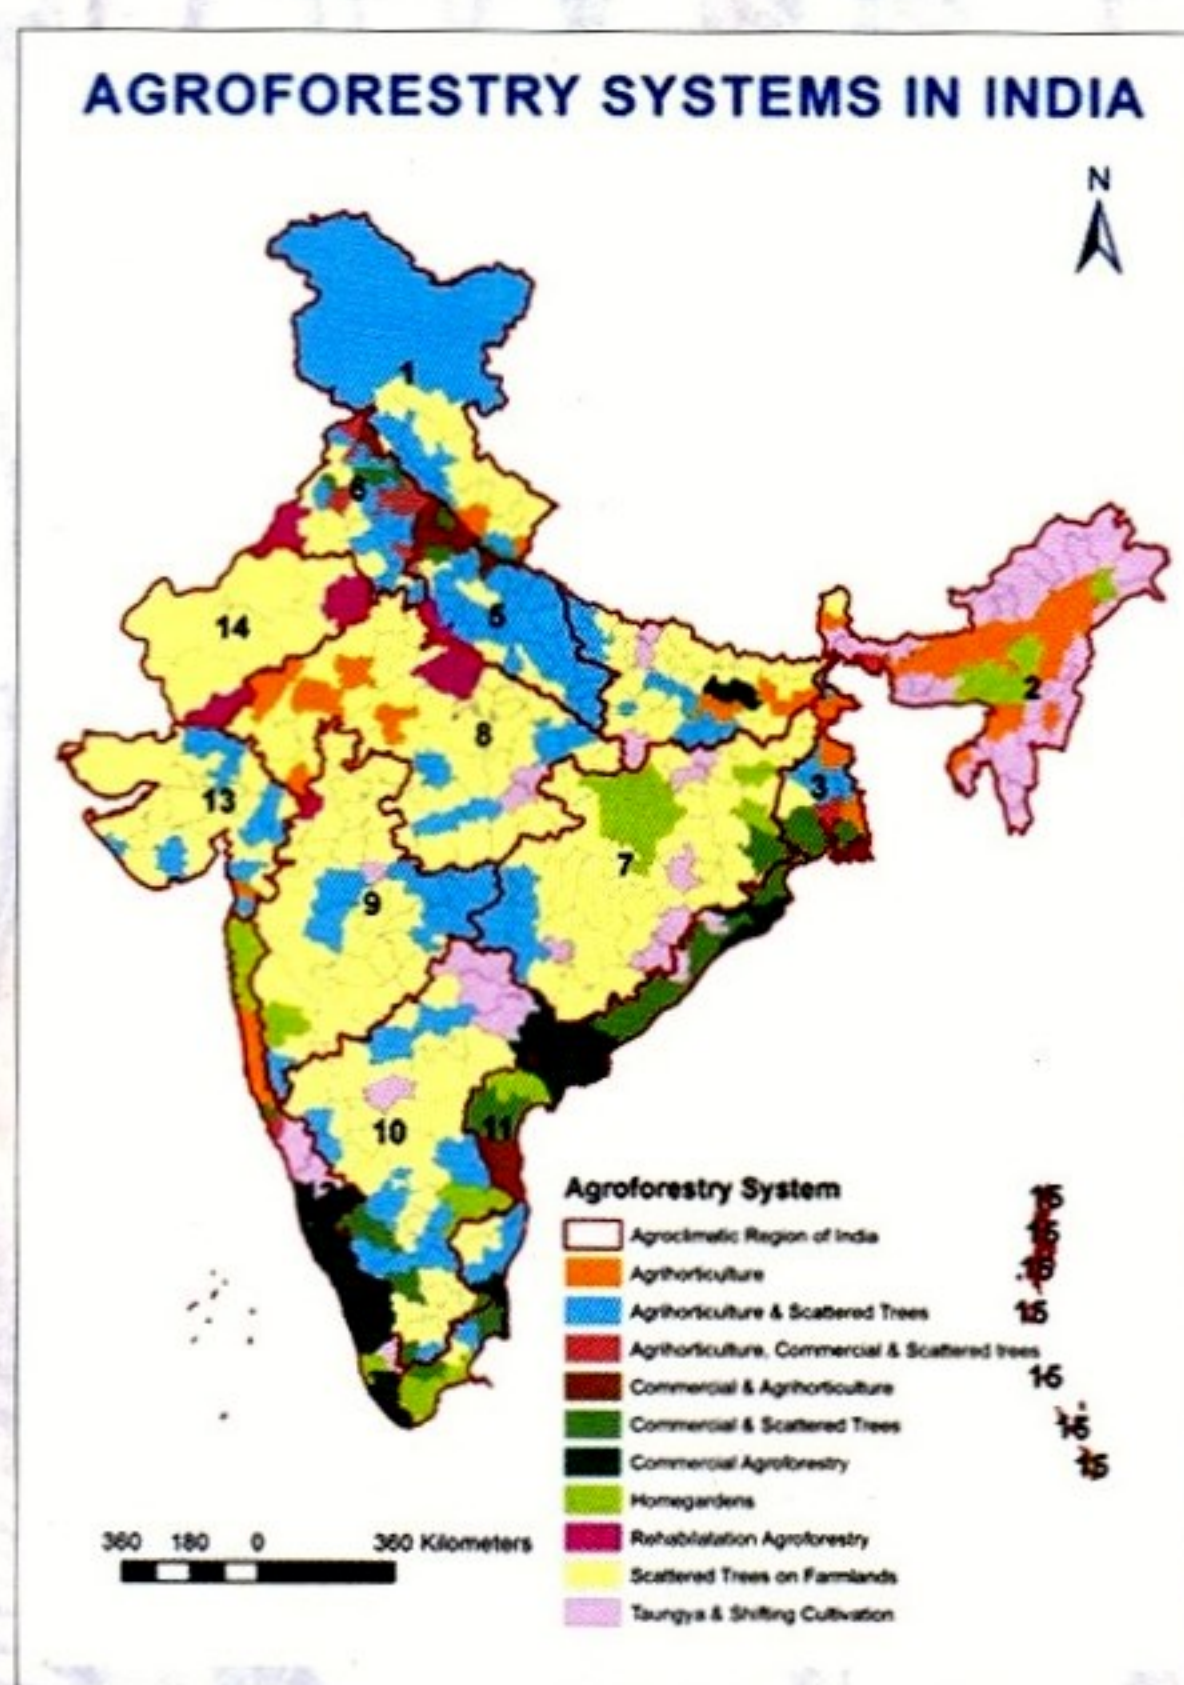 AGROFORESTRY SYSTEMS IN INDIA
N
1
6
14
5
2
8
3
13
7
9
10
11
Agroforestry System
Agroclimatic Region of India
Agrihorticulture
Agrihorticulture & Scattered Trees
Agrihorticulture, Commercial & Scattered trees
Commercial & Agrihorticulture
Commercial & Scattered Trees
Commercial Agroforestry
Homegardens
Rehabilatation Agroforestry
Scattered Trees on Farmlands
Taungya & Shifting Cultivation
15
15
15
15
15
15
15
360 180 0 360 Kilometers